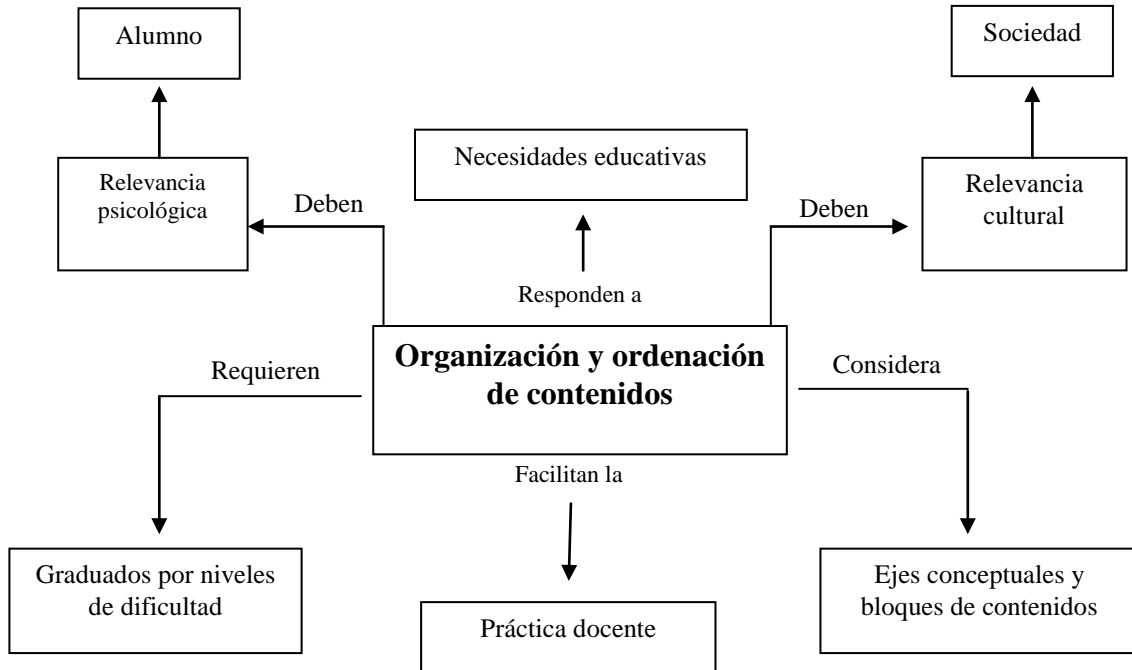 Alumno
Sociedad
Necesidades educativas
Relevancia
psicológica
Relevancia
cultural
Deben
Deben
Responden a
Organización y ordenación
de contenidos
Requieren
Considera
Facilitan la
Graduados por niveles
de dificultad
Ejes conceptuales y
bloques de contenidos
Práctica docente